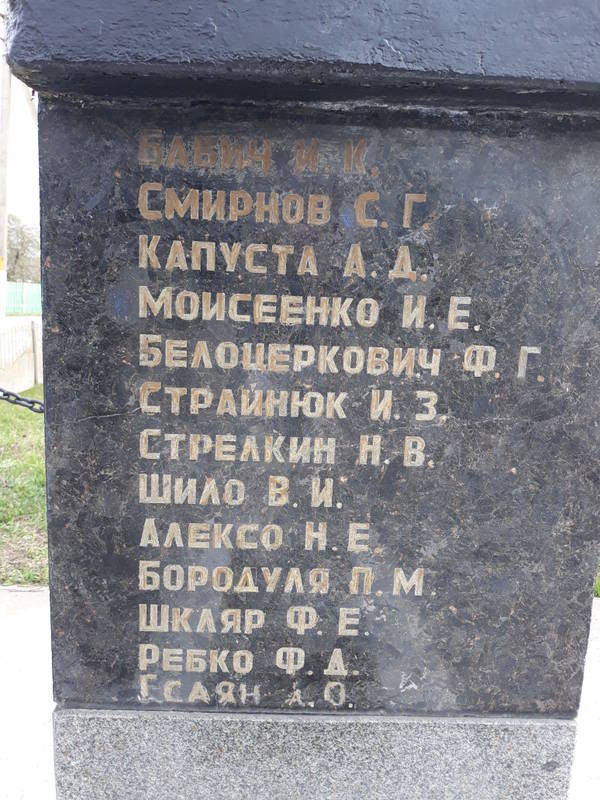 БАБИЧ И. К.
СМИРНОВ С. Г.
КАПУСТА А. Д.
МОИСЕЕНКО И. Е.
БЕЛОЦЕРКОВИЧ Ф. Г
СТРАЙНЮК И. З.
СТРЕЛКИН Н. В.
ШИЛО В. И.
АЛЕКСО Н. Е.
БОРОДУЛЯ П. М.
ШКЛЯР Ф. Е.
РЕБКО Ф. Д.
О.